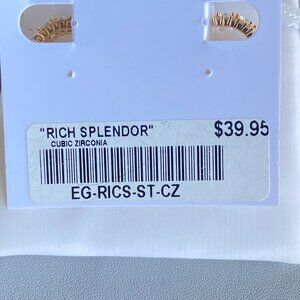 "RICH SPLENDOR" $39.95
CUBIC ZIRCONIA
EG-RICS-ST-CZ